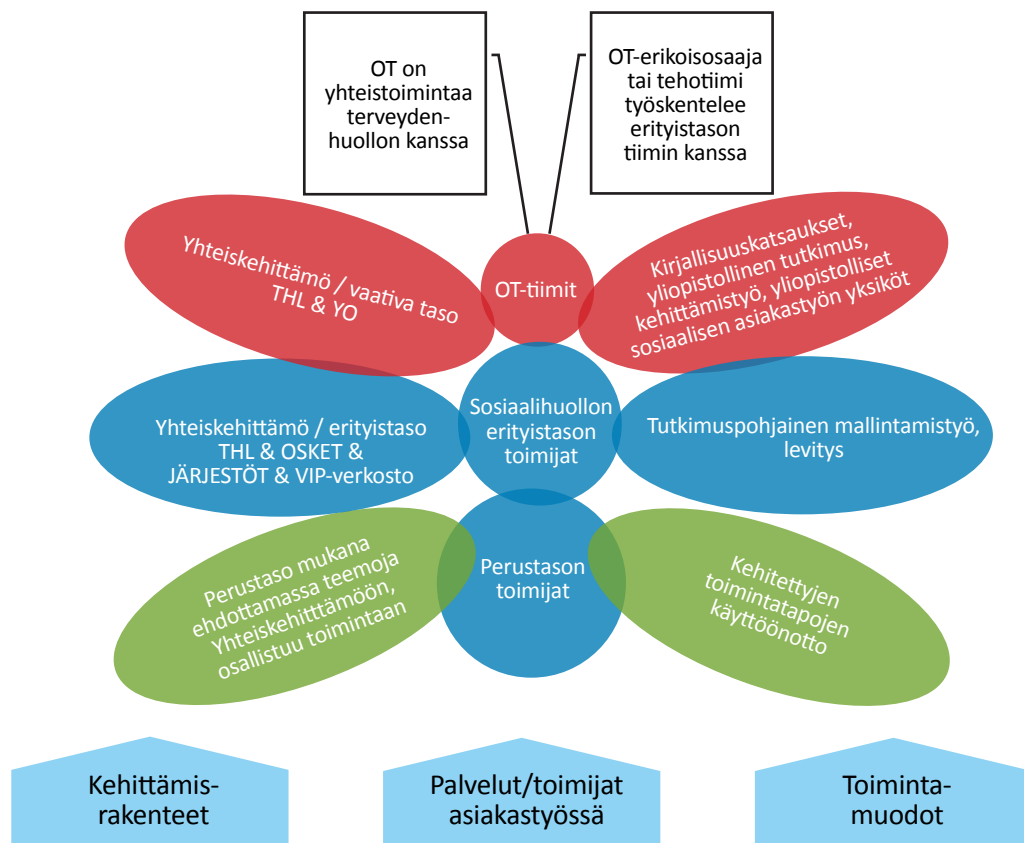 OT on
yhteistoimintaa
terveyden-
huollon kanssa
OT-erikoisosaaja
tai tehotiimi
työskentelee
erityistason
tiimin kanssa
Yhteiskehittämö / vaativa taso
THL & YO
OT-tiimit
Kirjallisuuskatsaukset,
yliopistollinen tutkimus,
kehittämistyö, yliopistolliset
sosiaalisen asiakastyön yksiköt
Yhteiskehittämö / erityistaso
THL & OSKET &
JÄRJESTÖT & VIP-verkosto
Sosiaalihuollon
erityistason
toimijat
Tutkimuspohjainen mallintamistyö,
levitys
Perustaso mukana
ehdottamassa teemoja
Yhteiskehitttämöön,
osallistuu toimintaan
Perustason
toimijat
Kehitettyjen
toimintatapojen
käyttöönotto
Kehittämis-
rakenteet
Palvelut/toimijat
asiakastyössä
Toiminta-
muodot